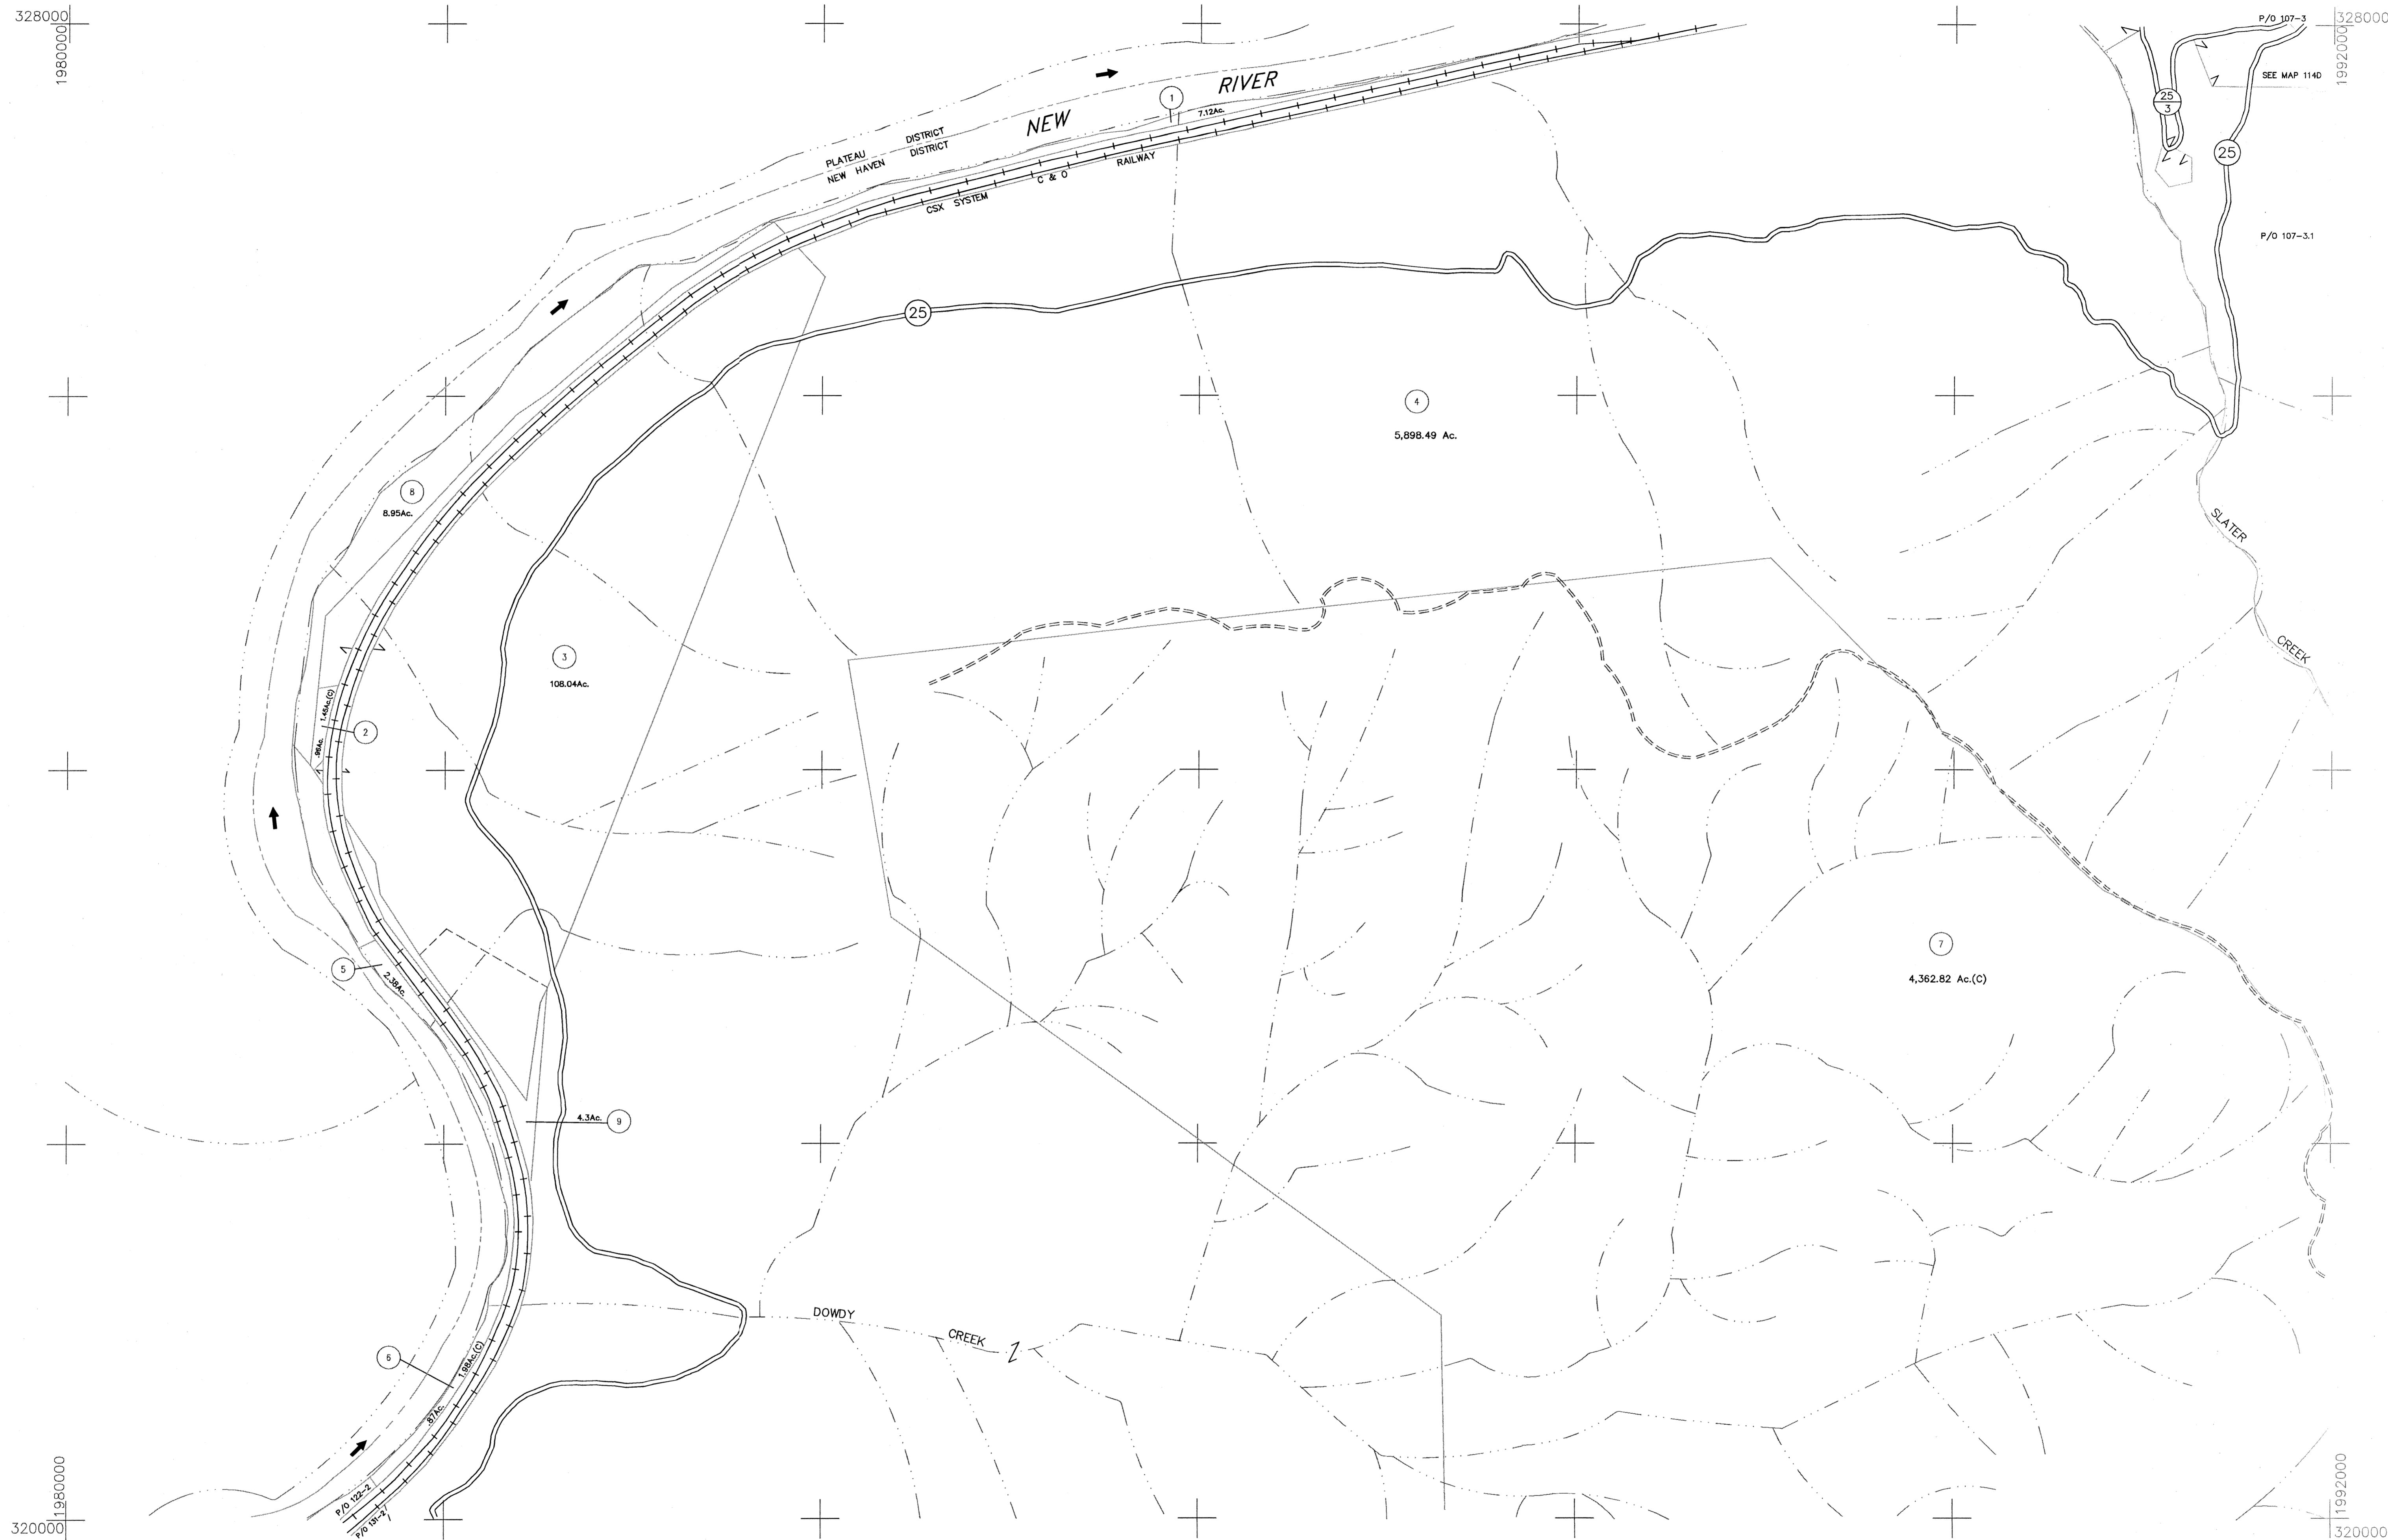 328000
1980000
P/O 107-3
328000
1992000
SEE MAP 114D
25
3
25
P/O 107-3.1
NEW RIVER
1
7.12Ac.
PLATEAU DISTRICT
NEW HAVEN DISTRICT
C & O RAILWAY
CSX SYSTEM
25
4
5,898.49 Ac.
8
8.95Ac.
SLATER CREEK
3
108.04Ac.
1.45Ac.(C)
2
.96Ac.
7
4,362.82 Ac.(C)
5
2.38Ac.
4.3Ac.
9
DOWDY CREEK
6
1.98Ac.(C)
.87Ac.
P/O 122-2
P/O 131-2
1980000
320000
1992000
320000